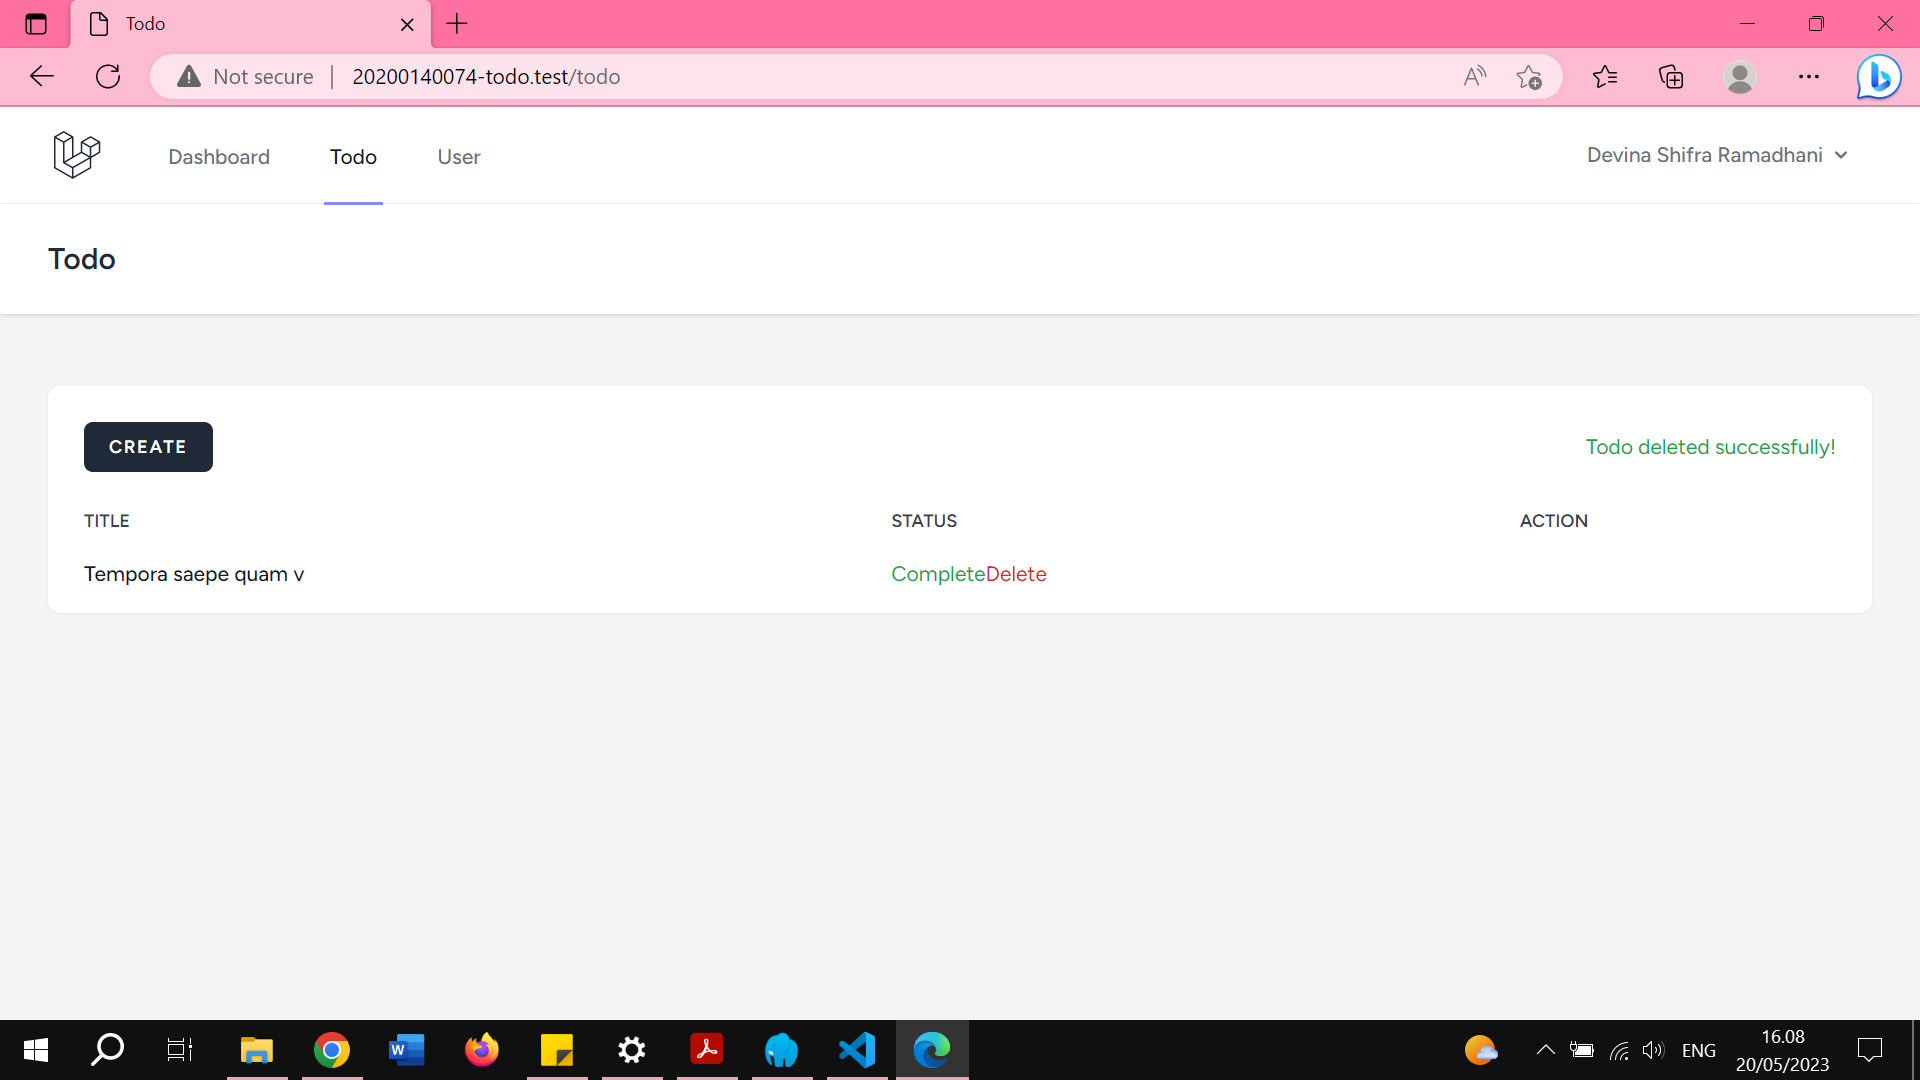 Todo
Not secure
20200140074-todo.test/todo
Dashboard
Todo
User
Devina Shifra Ramadhani
Todo
CREATE
Todo deleted successfully!
TITLE
STATUS
ACTION
Tempora saepe quam v
CompleteDelete
ENG
16.08
20/05/2023